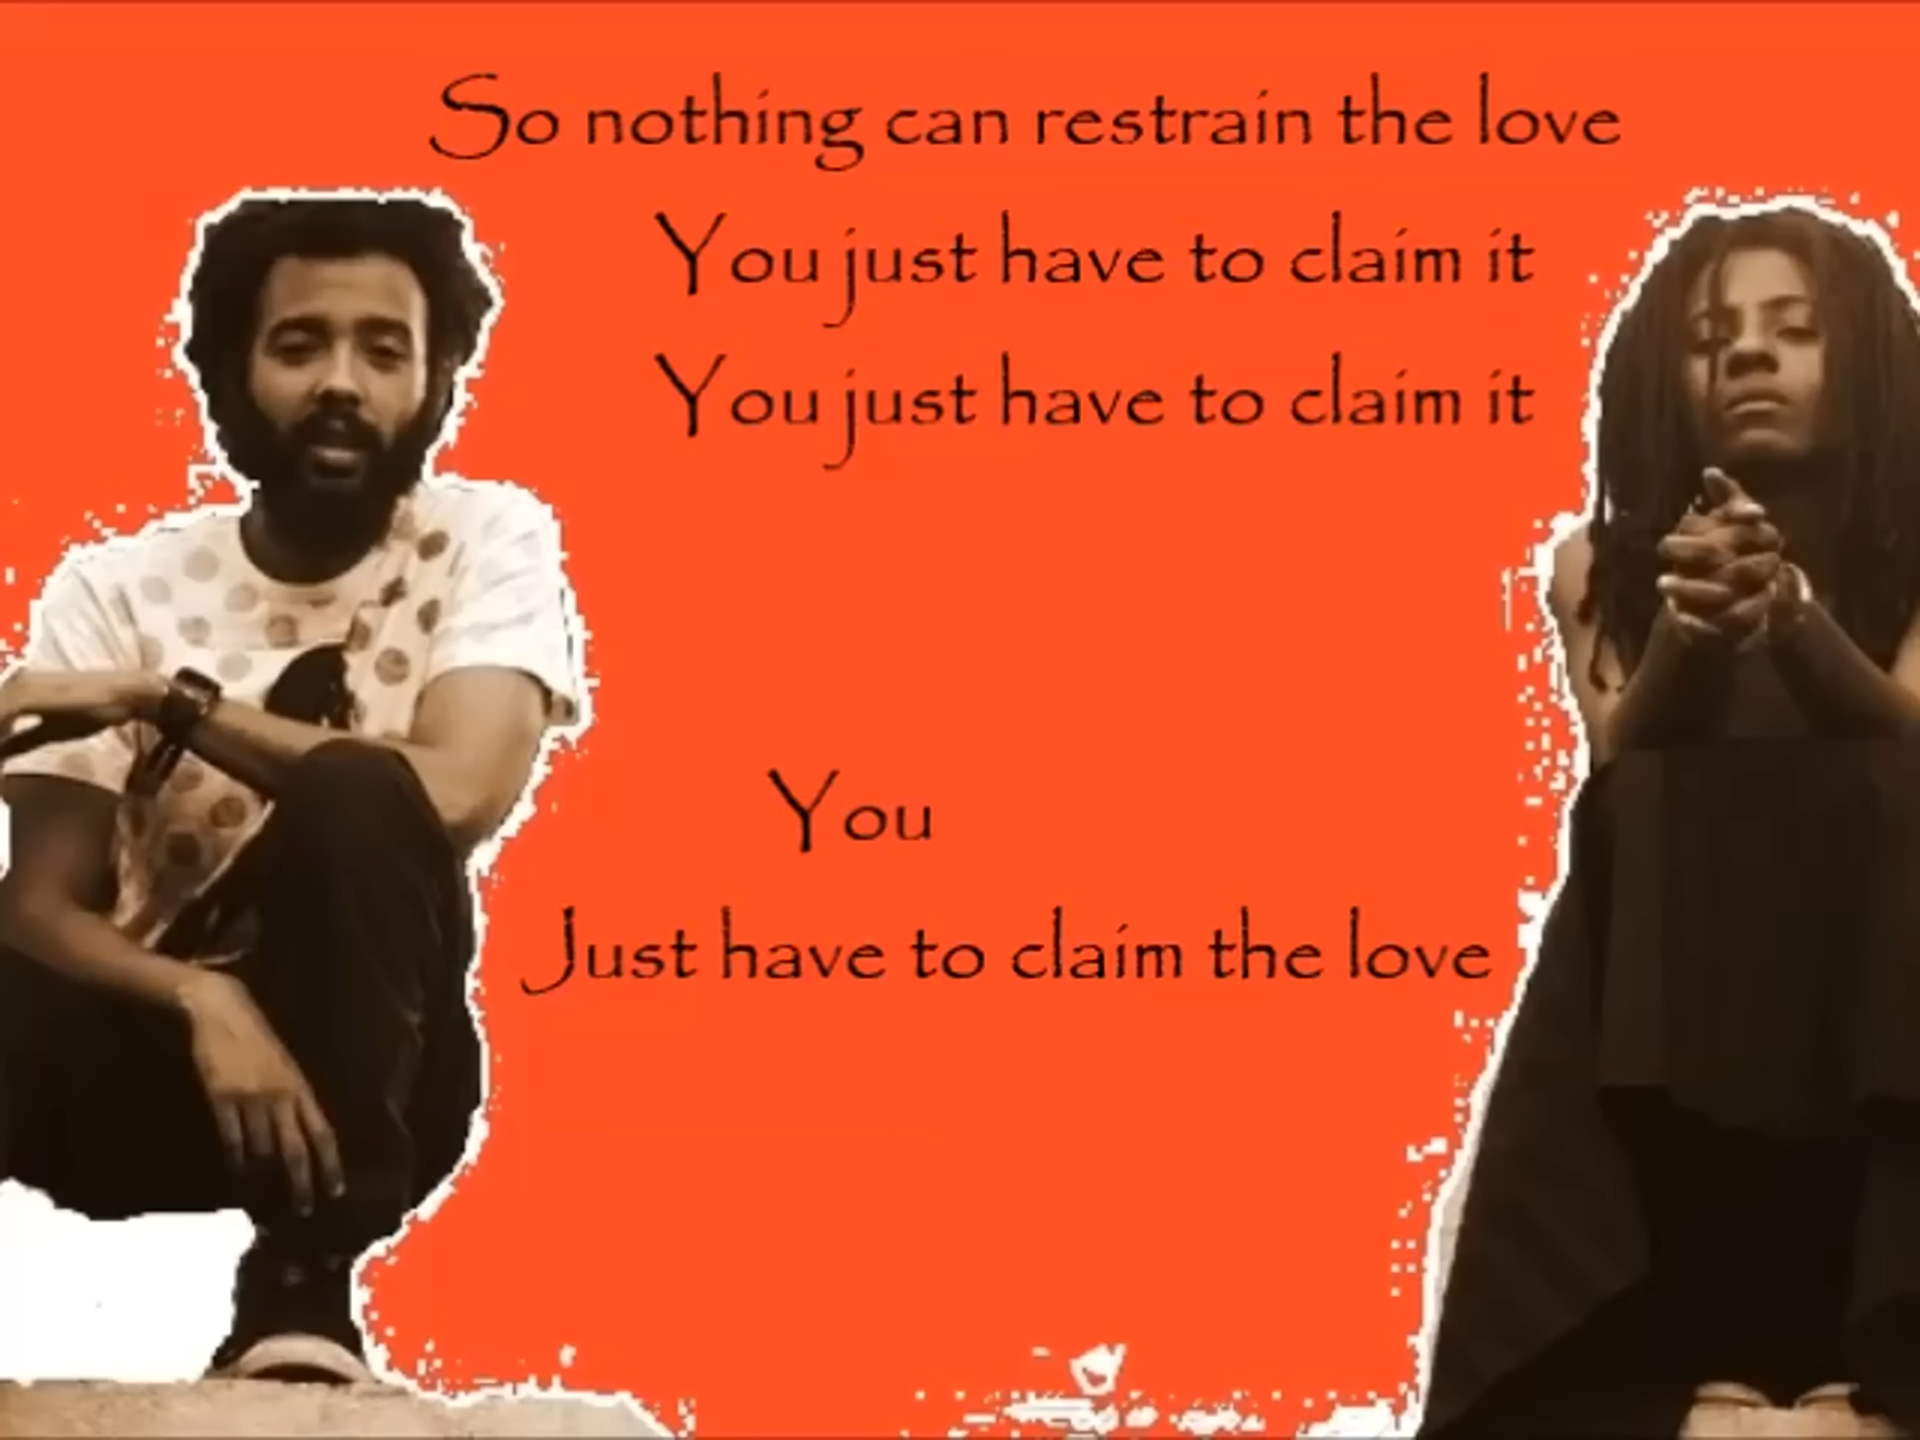 So nothing can restrain the love
You just have to claim it
You just have to claim it
You
Just have to claim the love